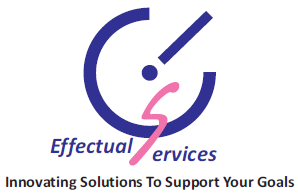 Effectual Services
Innovating Solutions To Support Your Goals